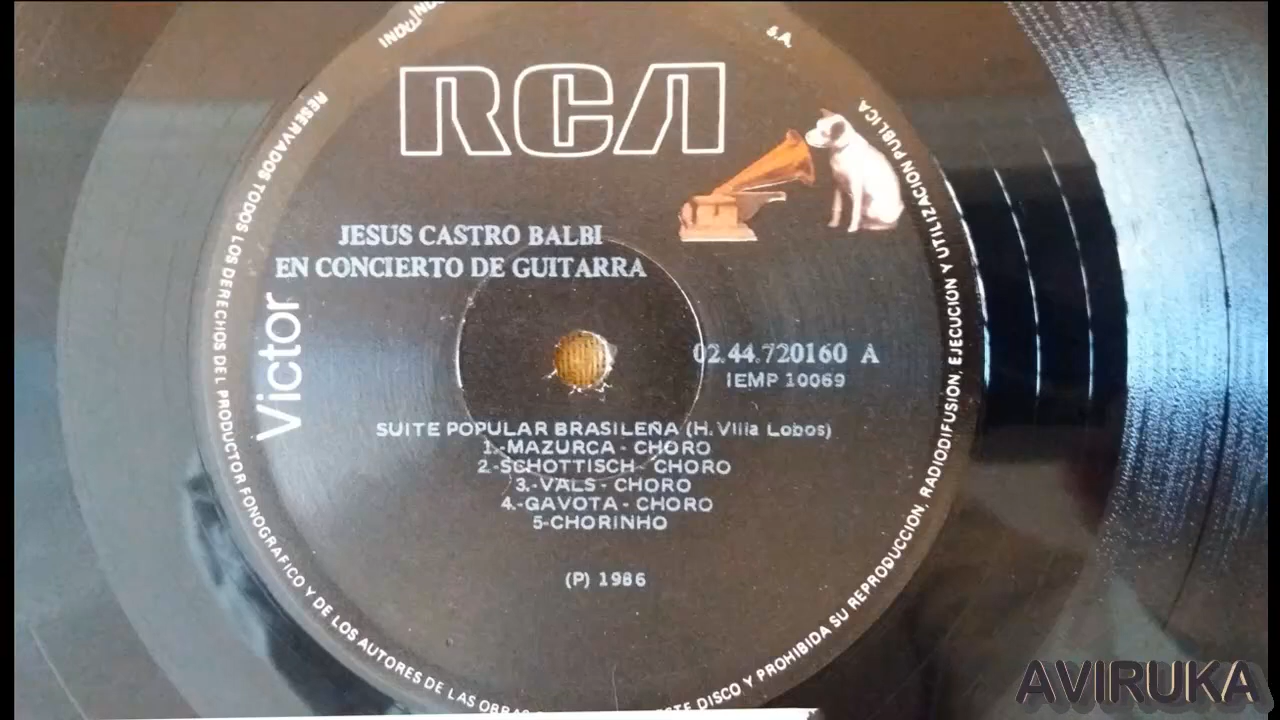 RCA
Victor
JESUS CASTRO BALBI
EN CONCIERTO DE GUITARRA
02.44.720160 A
IEMP 10069
SUITE POPULAR BRASILEÑA (H. Villa Lobos)
1.-MAZURCA - CHORO
2.-SCHOTTISCH - CHORO
3.-VALS - CHORO
4.-GAVOTA - CHORO
5-CHORINHO
(P) 1986
S.A.
RESERVADOS TODOS LOS DERECHOS DEL PRODUCTOR FONOGRAFICO Y DE LOS AUTORES DE LAS
ESTE DISCO Y PROHIBIDA SU REPRODUCCION, RADIODIFUSION, EJECUCION Y UTILIZACION PUBLICA.
AVIRUKA